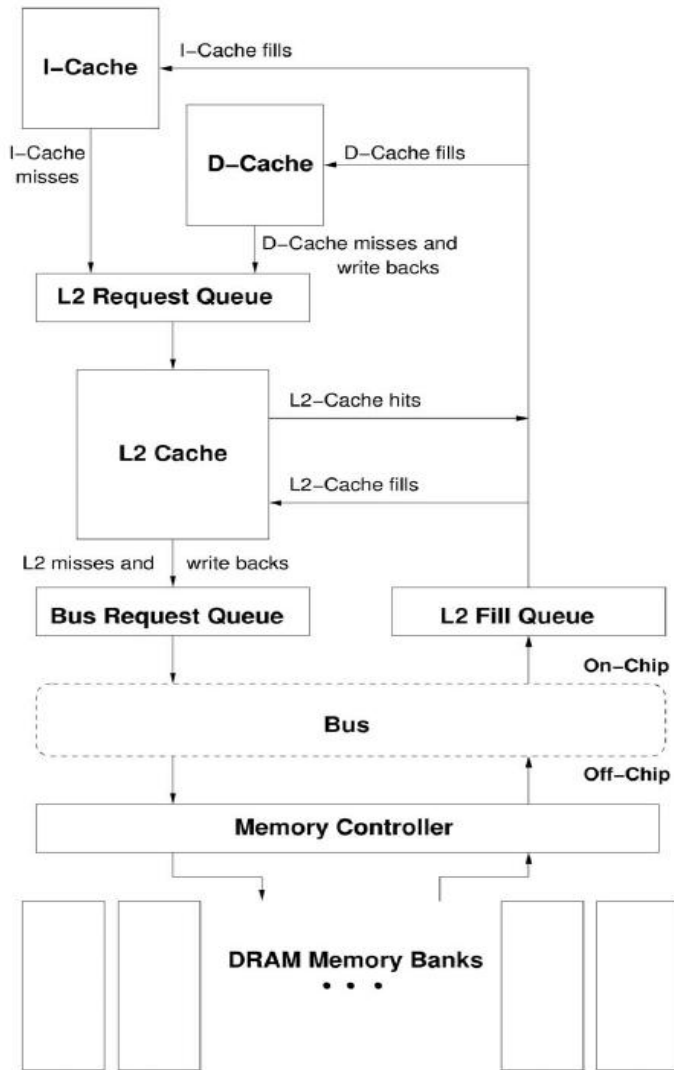 I-Cache fills
I-Cache
I-Cache
misses
D-Cache
D-Cache fills
D-Cache misses and
write backs
L2 Request Queue
L2-Cache hits
L2 Cache
L2-Cache fills
L2 misses and write backs
Bus Request Queue
L2 Fill Queue
On-Chip
Bus
Off-Chip
Memory Controller
DRAM Memory Banks
• • •